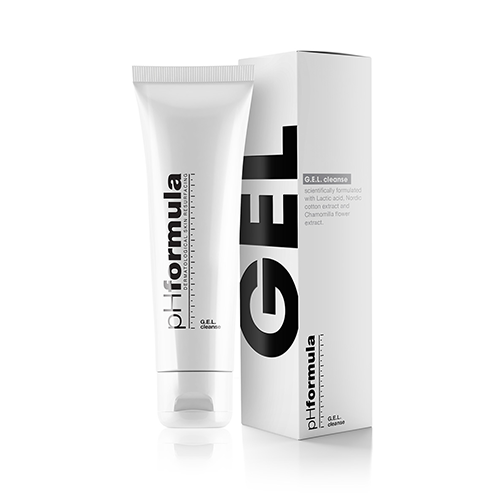 pHformula
DERMATOLOGICAL SKIN RESURFACING
G.E.L.
cleanse
GEL
G.E.L. cleanse
scientifically formulated
with Lactic acid, Nordic
cotton extract and
Chamomilla flower
extract.
pHformula
G.E.L.
cleanse